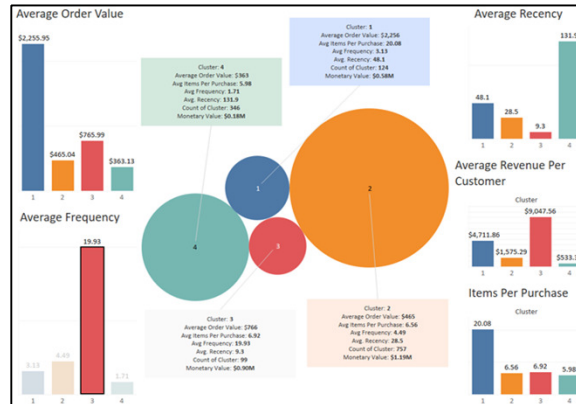 Average Order Value
$2,255.95
$465.04
$765.99
$363.13
1 2 3 4
Cluster: 4
Average Order Value: $363
Avg Items Per Purchase: 5.98
Avg Frequency: 1.71
Avg. Recency: 131.9
Count of Cluster: 346
Monetary Value: $0.18M
Cluster: 1
Average Order Value: $2,256
Avg Items Per Purchase: 20.08
Avg Frequency: 3.13
Avg. Recency: 48.1
Count of Cluster: 124
Monetary Value: $0.58M
Average Recency
131.9
48.1
28.5
9.3
1 2 3 4
1
2
3
4
Average Frequency
19.93
3.13
4.49
1.71
1 2 3 4
Cluster: 3
Average Order Value: $766
Avg Items Per Purchase: 6.92
Avg Frequency: 19.93
Avg. Recency: 9.3
Count of Cluster: 99
Monetary Value: $0.90M
Cluster: 2
Average Order Value: $465
Avg Items Per Purchase: 6.56
Avg Frequency: 4.49
Avg. Recency: 28.5
Count of Cluster: 757
Monetary Value: $1.19M
Average Revenue Per
Customer
Cluster
$9,047.56
$4,711.86
$1,575.29
1 2 3 4
Items Per Purchase
Cluster
20.08
6.56
6.92
5.98
1 2 3 4